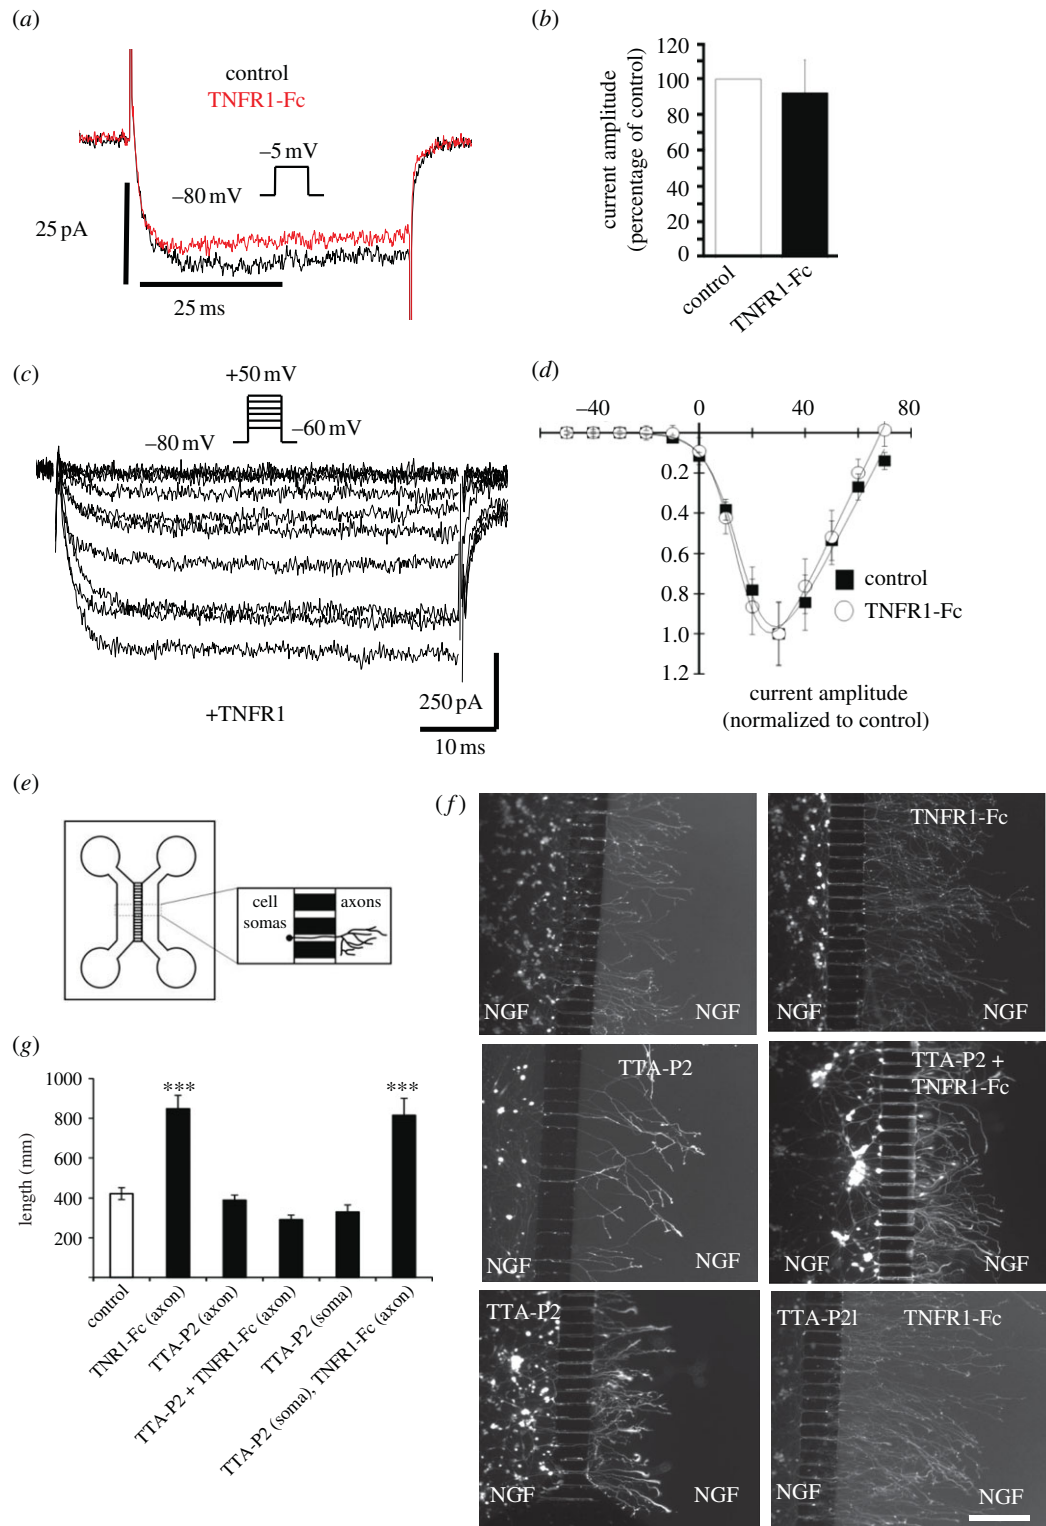 (a)
control
TNFR1-Fc
–5 mV
–80 mV
25 pA
25 ms
(b)
120
100
80
60
40
20
0
current amplitude
(percentage of control)
control
TNFR1-Fc
(c)
+50 mV
–80 mV
–60 mV
+TNFR1
250 pA
10 ms
(d)
–40
0
40
80
0.2
0.4
0.6
0.8
1.0
1.2
control
TNFR1-Fc
current amplitude
(normalized to control)
(e)
cell
somas
axons
(f)
NGF
NGF
TNFR1-Fc
NGF
NGF
TTA-P2
NGF
NGF
TTA-P2 +
TNFR1-Fc
NGF
NGF
TTA-P2
NGF
NGF
TTA-P2l
TNFR1-Fc
NGF
NGF
(g)
1000
800
600
400
200
length (mm)
***
***
control
TNR1-Fc (axon)
TTA-P2 (axon)
TTA-P2 + TNFR1-Fc (axon)
TTA-P2 (soma)
TTA-P2 (soma), TNFR1-Fc (axon)